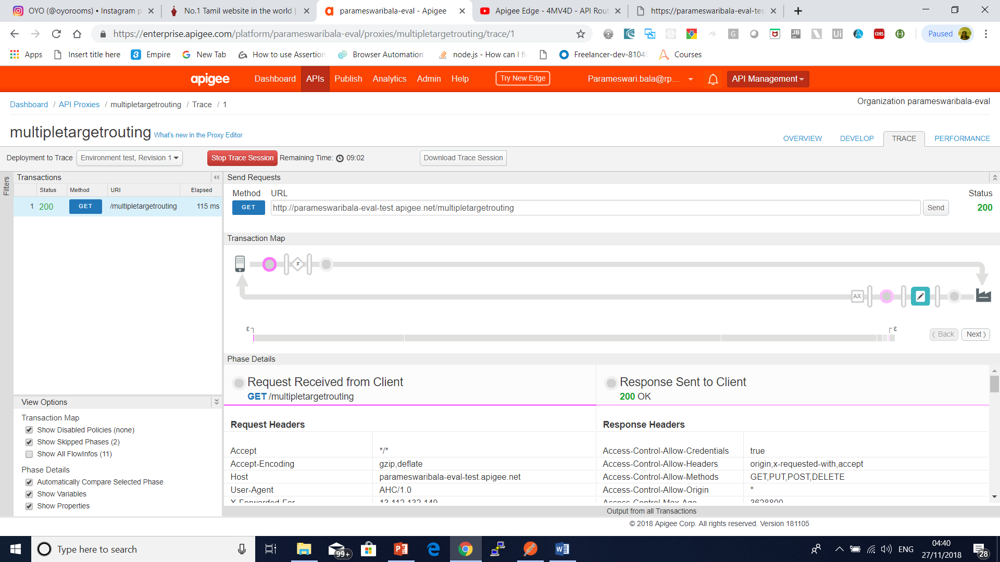 OYO (@oyorooms) • Instagram p
No.1 Tamil website in the world |
parameswaribala-eval - Apigee
Apigee Edge - 4MV4D - API Rout
https://parameswaribala-eval-tes
https://enterprise.apigee.com/platform/parameswaribala-eval/proxies/multipletargetrouting/trace/1
Paused
Apps Insert title here Empire New Tab How to use Assertion Browser Automation node.js - How can I fi Freelancer-dev-81048 Courses
apigee Dashboard APIs Publish Analytics Admin Help Try New Edge Parameswari.bala@rp... API Management
Dashboard / API Proxies / multipletargetrouting / Trace / 1
Organization parameswaribala-eval
multipletargetrouting What's new in the Proxy Editor
OVERVIEW DEVELOP TRACE PERFORMANCE
Deployment to Trace Environment test, Revision 1 Stop Trace Session Remaining Time: 09:02 Download Trace Session
Filters
Transactions
Status Method URI Elapsed
1 200 GET /multipletargetrouting 115 ms
Send Requests
Method URL Status
GET http://parameswaribala-eval-test.apigee.net/multipletargetrouting Send 200
Transaction Map
F
AX
ε ε
Back Next
Phase Details
Request Received from Client
GET /multipletargetrouting
Response Sent to Client
200 OK
Request Headers
Accept */*
Accept-Encoding gzip,deflate
Host parameswaribala-eval-test.apigee.net
User-Agent AHC/1.0
X-Forwarded-For 13.112.132.149
Response Headers
Access-Control-Allow-Credentials true
Access-Control-Allow-Headers origin,x-requested-with,accept
Access-Control-Allow-Methods GET,PUT,POST,DELETE
Access-Control-Allow-Origin *
Access-Control-Max-Age 3628800
View Options
Transaction Map
Show Disabled Policies (none)
Show Skipped Phases (2)
Show All FlowInfos (11)
Phase Details
Automatically Compare Selected Phase
Show Variables
Show Properties
Output from all Transactions
© 2018 Apigee Corp. All rights reserved. Version 181105
Type here to search
99+
ENG
04:40
27/11/2018
28